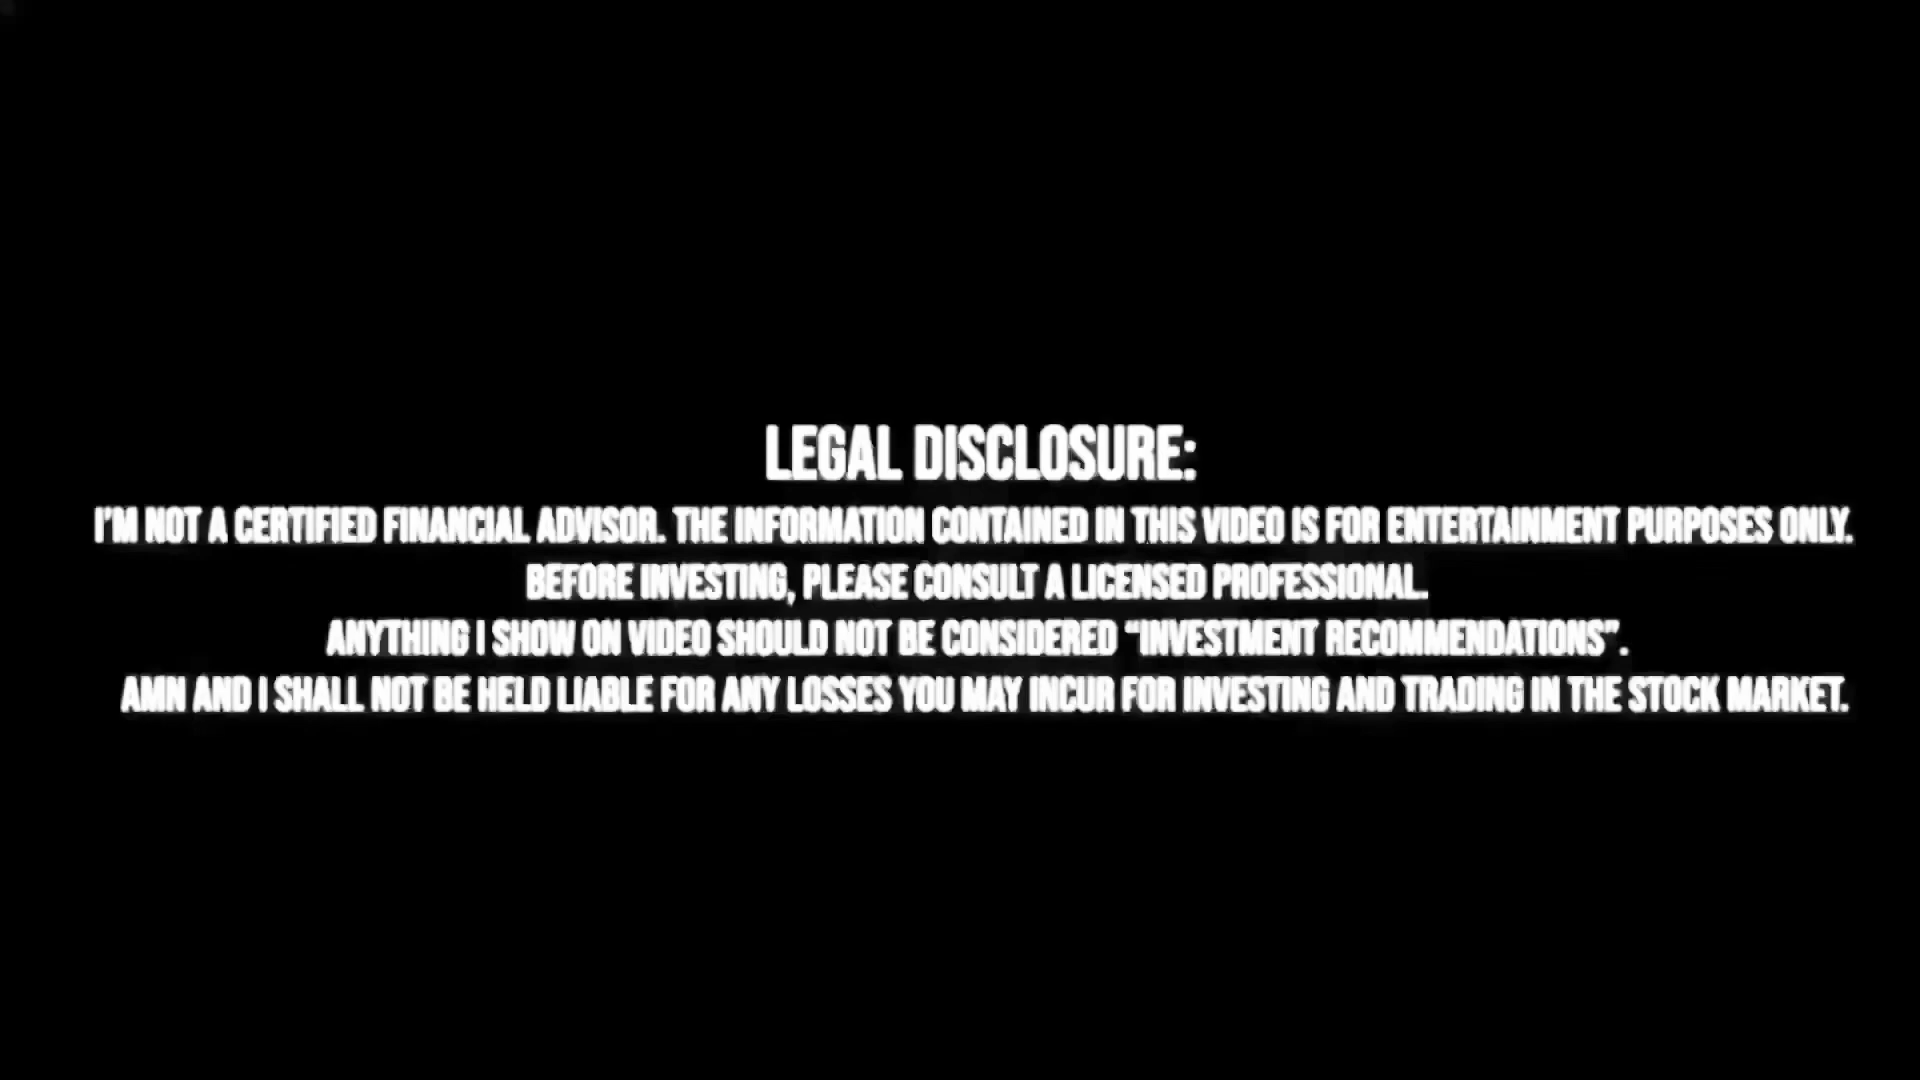 LEGAL DISCLOSURE:
I'M NOT A CERTIFIED FINANCIAL ADVISOR. THE INFORMATION CONTAINED IN THIS VIDEO IS FOR ENTERTAINMENT PURPOSES ONLY.
BEFORE INVESTING, PLEASE CONSULT A LICENSED PROFESSIONAL.
ANYTHING I SHOW ON VIDEO SHOULD NOT BE CONSIDERED “INVESTMENT RECOMMENDATIONS”.
AMN AND I SHALL NOT BE HELD LIABLE FOR ANY LOSSES YOU MAY INCUR FOR INVESTING AND TRADING IN THE STOCK MARKET.